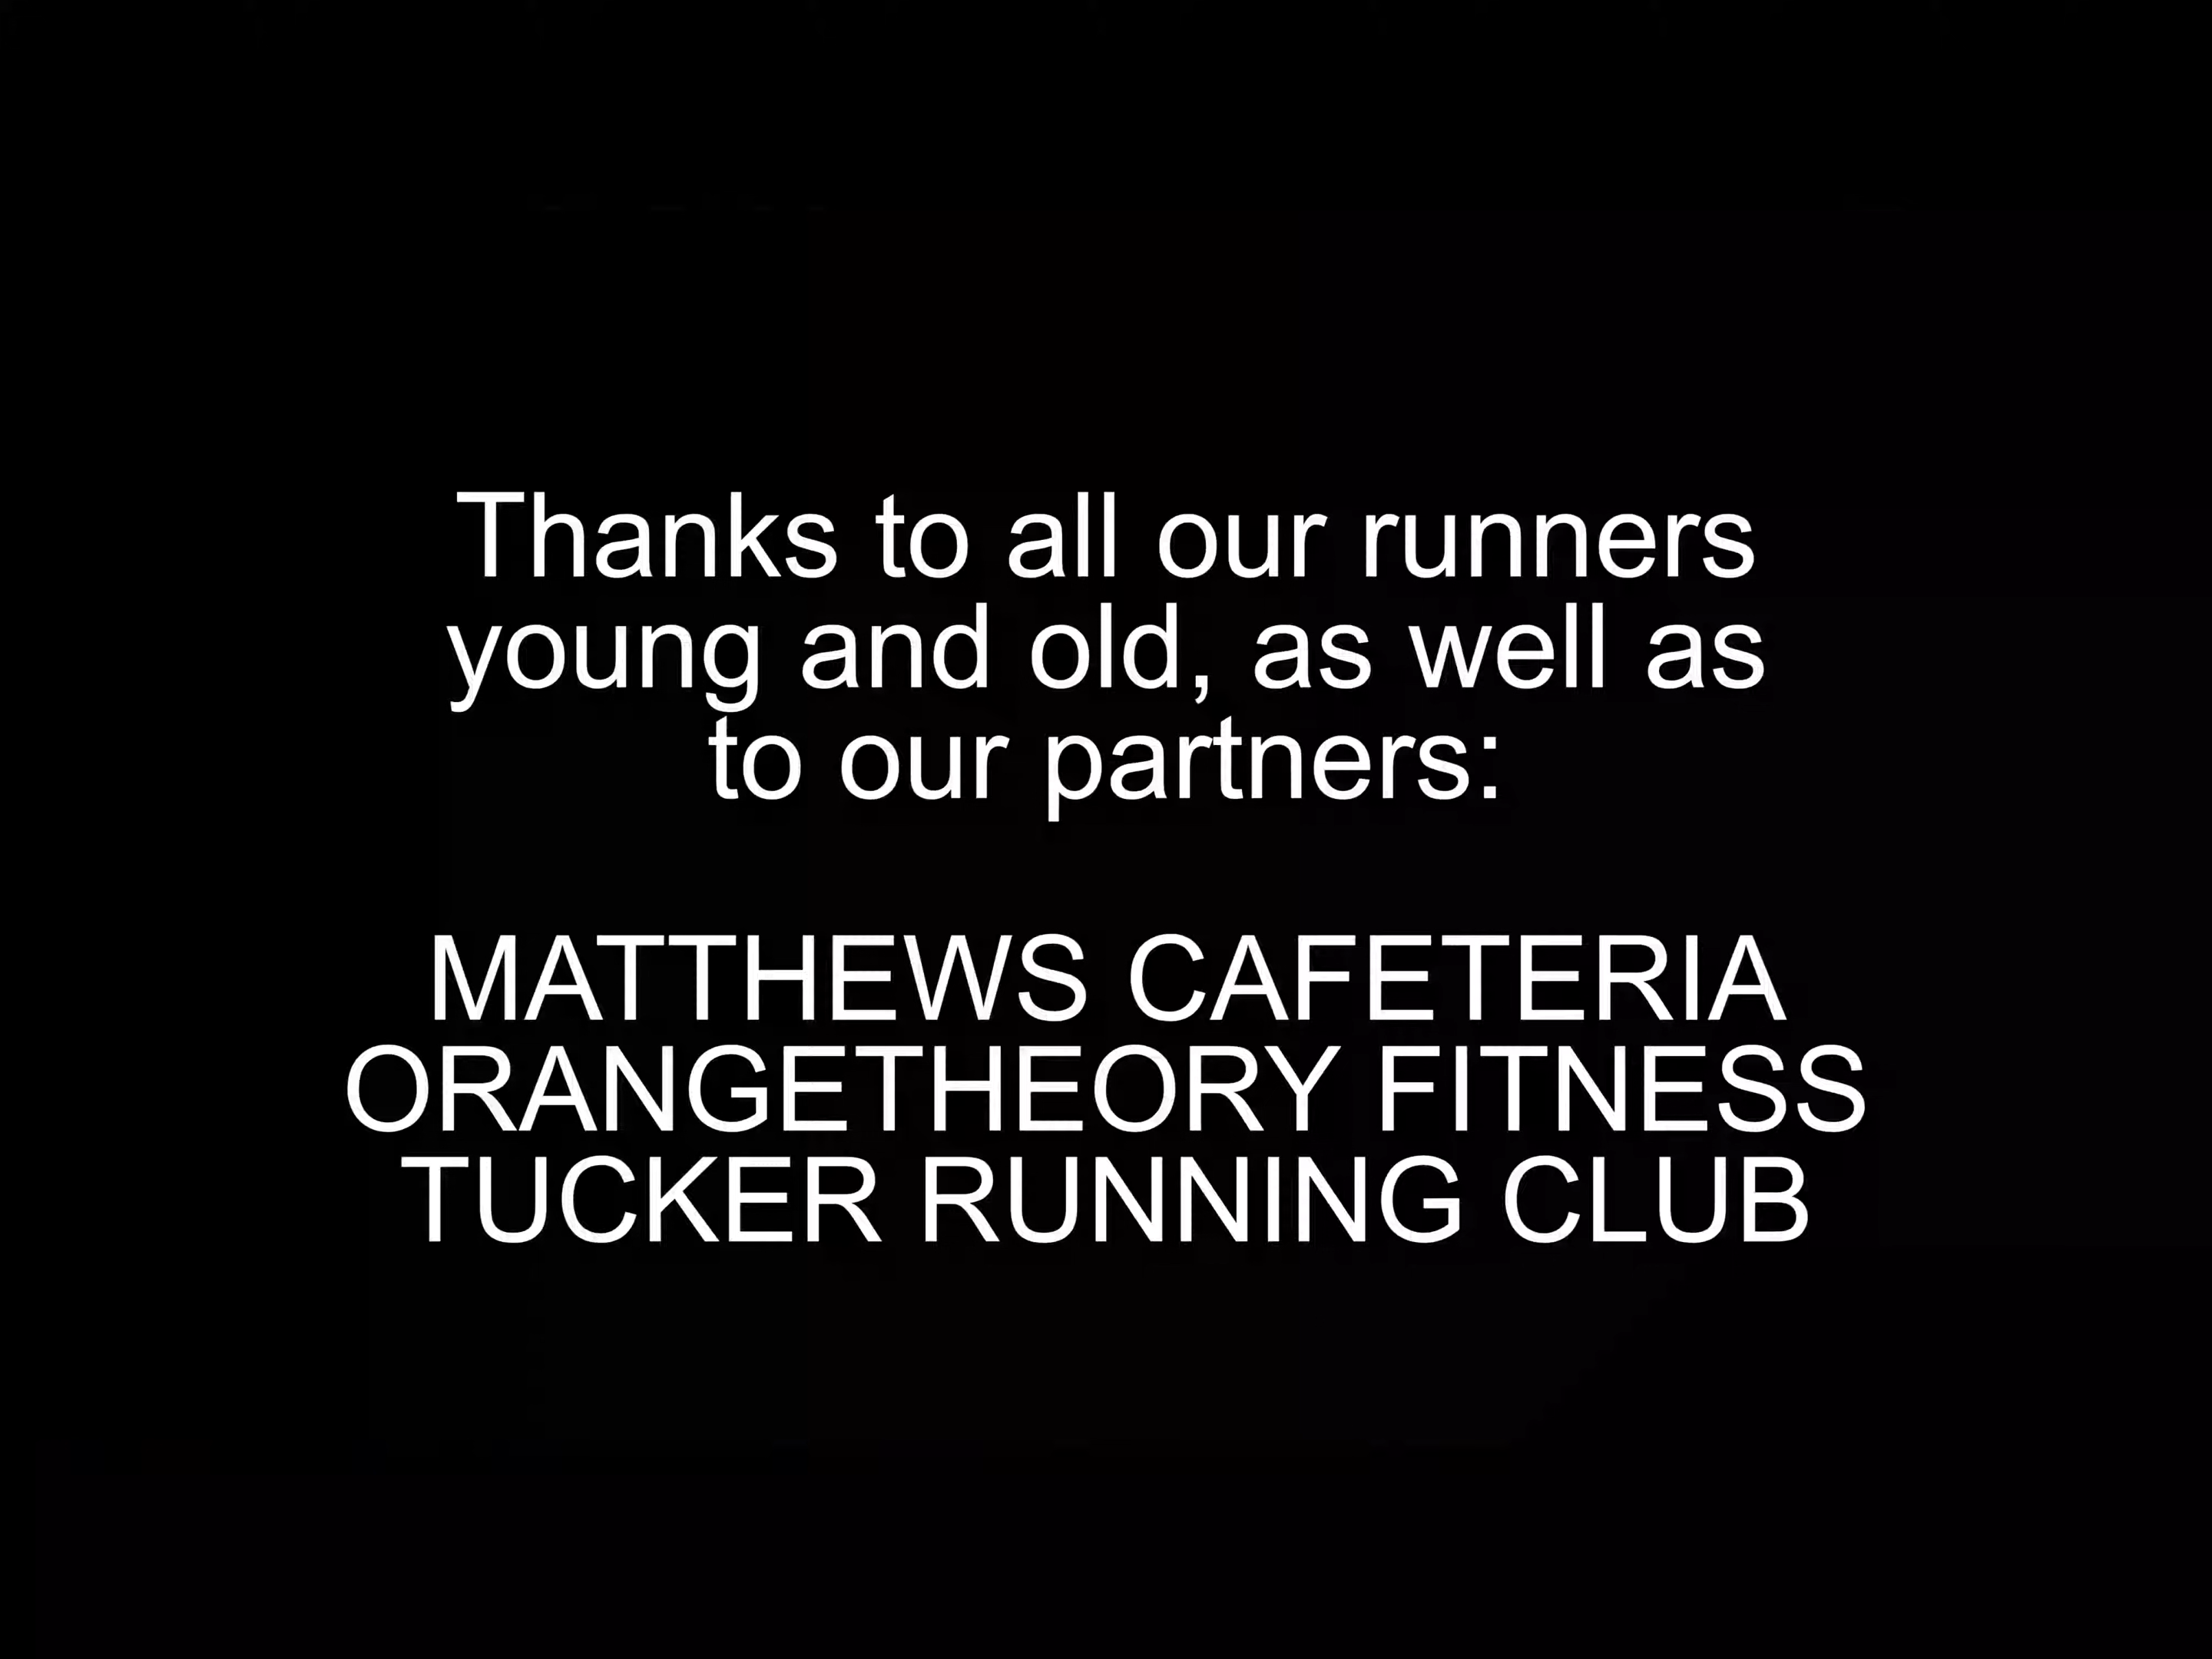 Thanks to all our runners
young and old, as well as
to our partners:
MATTHEWS CAFETERIA
ORANGETHEORY FITNESS
TUCKER RUNNING CLUB